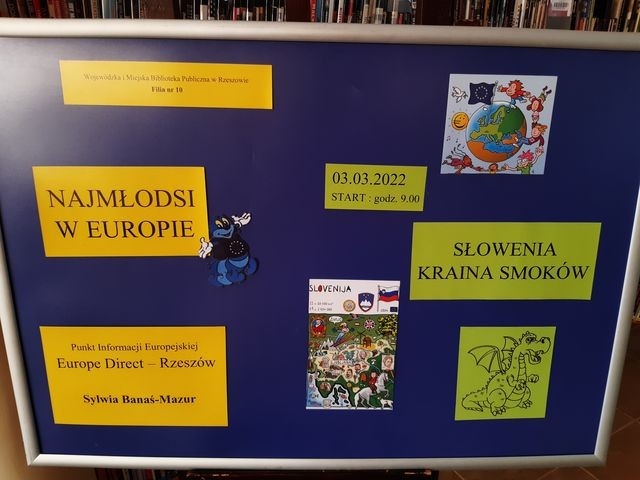 Wojewódzka i Miejska Biblioteka Publiczna w Rzeszowie
Filia nr 10
NAJMŁODSI
W EUROPIE
03.03.2022
START : godz. 9.00
SŁOWENIA
KRAINA SMOKÓW
SLOVENIJA
Punkt Informacji Europejskiej
Europe Direct – Rzeszów
Sylwia Banaś-Mazur